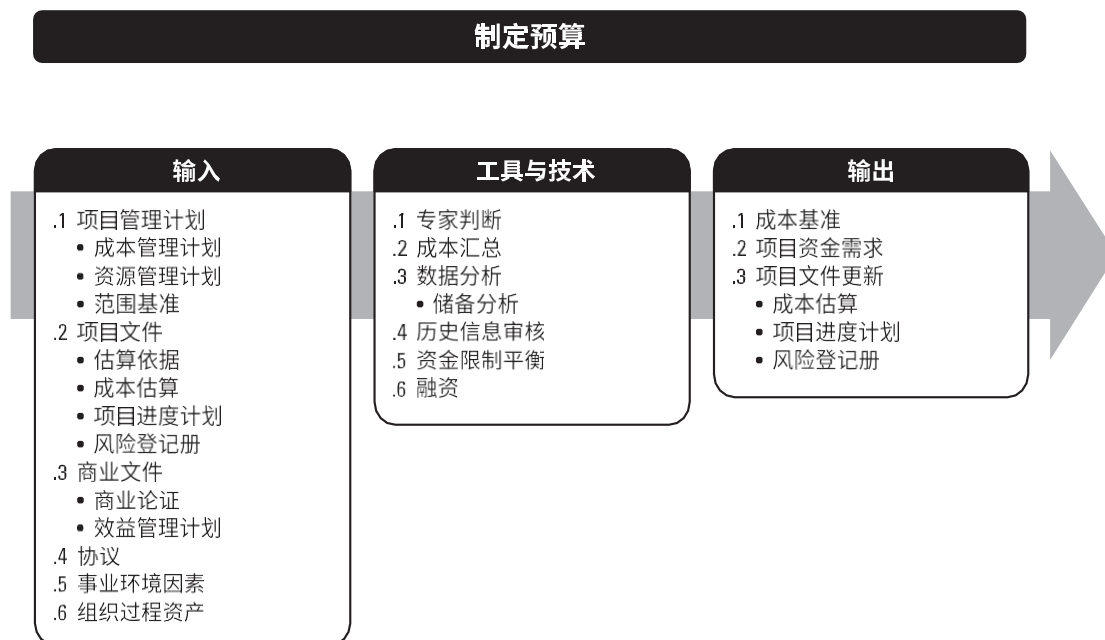 制定预算
输入
.1 项目管理计划
• 成本管理计划
• 资源管理计划
• 范围基准
.2 项目文件
• 估算依据
• 成本估算
• 项目进度计划
• 风险登记册
.3 商业文件
• 商业论证
• 效益管理计划
.4 协议
.5 事业环境因素
.6 组织过程资产
工具与技术
.1 专家判断
.2 成本汇总
.3 数据分析
• 储备分析
.4 历史信息审核
.5 资金限制平衡
.6 融资
输出
.1 成本基准
.2 项目资金需求
.3 项目文件更新
• 成本估算
• 项目进度计划
• 风险登记册